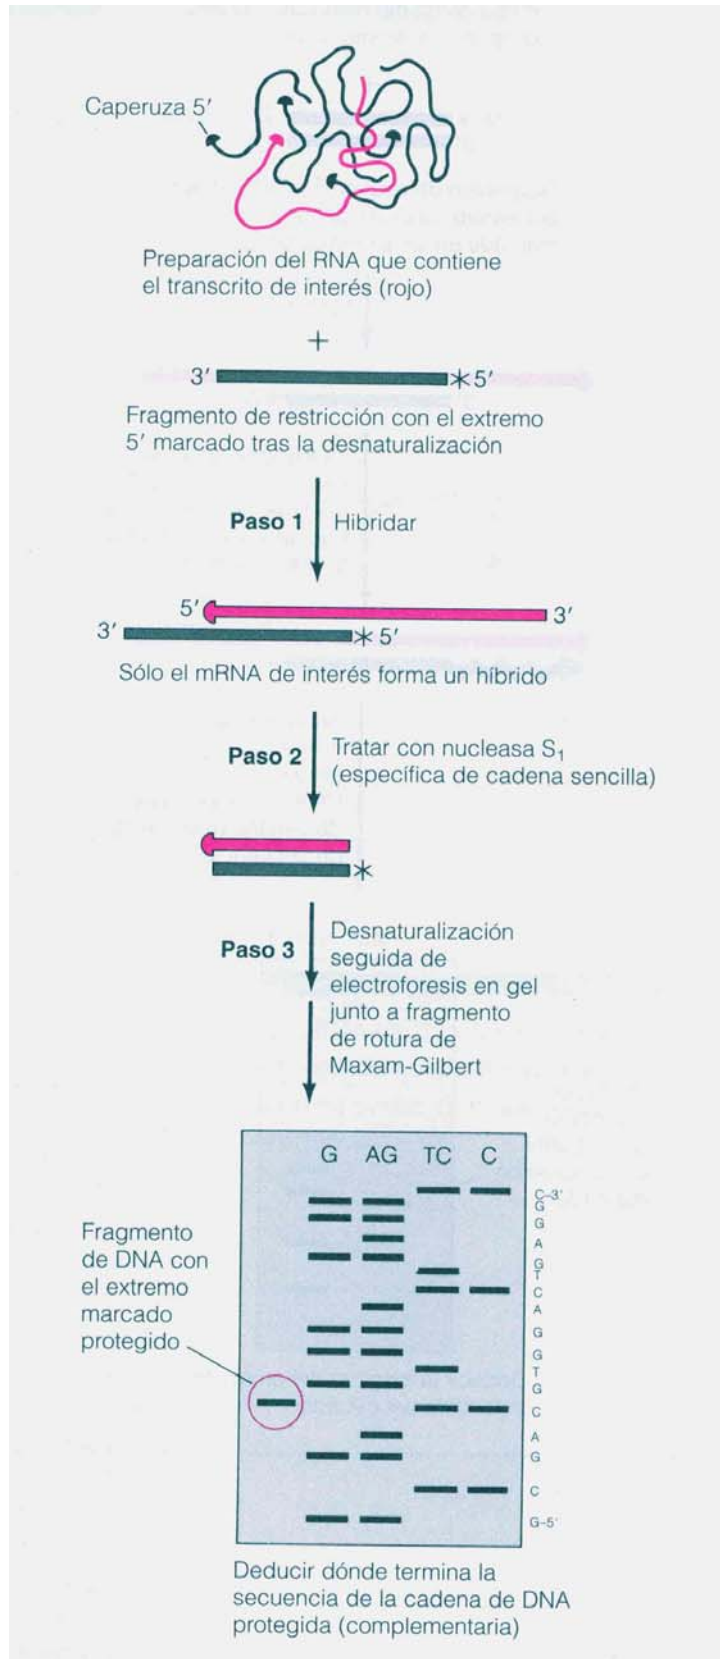 Caperuza 5′
Preparación del RNA que contiene
el transcrito de interés (rojo)
+
3′ * 5′
Fragmento de restricción con el extremo
5′ marcado tras la desnaturalización
Paso 1 Hibridar
5′ 3′
3′ * 5′
Sólo el mRNA de interés forma un híbrido
Paso 2
Tratar con nucleasa S1
(específica de cadena sencilla)
*
Paso 3
Desnaturalización
seguida de
electroforesis en gel
junto a fragmento
de rotura de
Maxam-Gilbert
G AG TC C
C–3′
G
G
A
G
T
C
A
G
G
T
G
C
A
G
C
G–5′
Fragmento
de DNA con
el extremo
marcado
protegido
Deducir dónde termina la
secuencia de la cadena de DNA
protegida (complementaria)